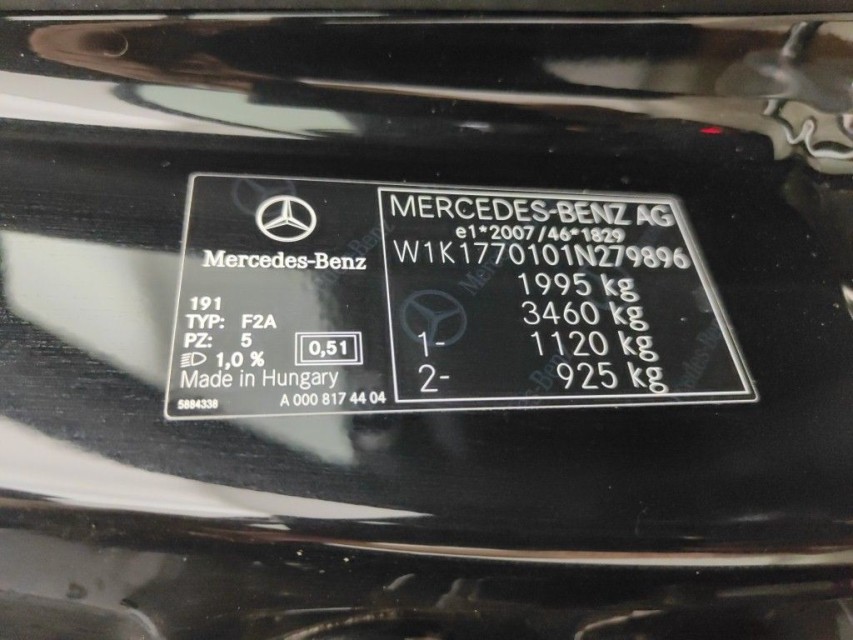 Mercedes-Benz
191
TYP: F2A
PZ: 5
1,0 %
0,51
Made in Hungary
5884338
A 000 817 44 04
MERCEDES-BENZ AG
e1*2007/46*1829
W1K1770101N279896
1995 kg
3460 kg
1- 1120 kg
2- 925 kg